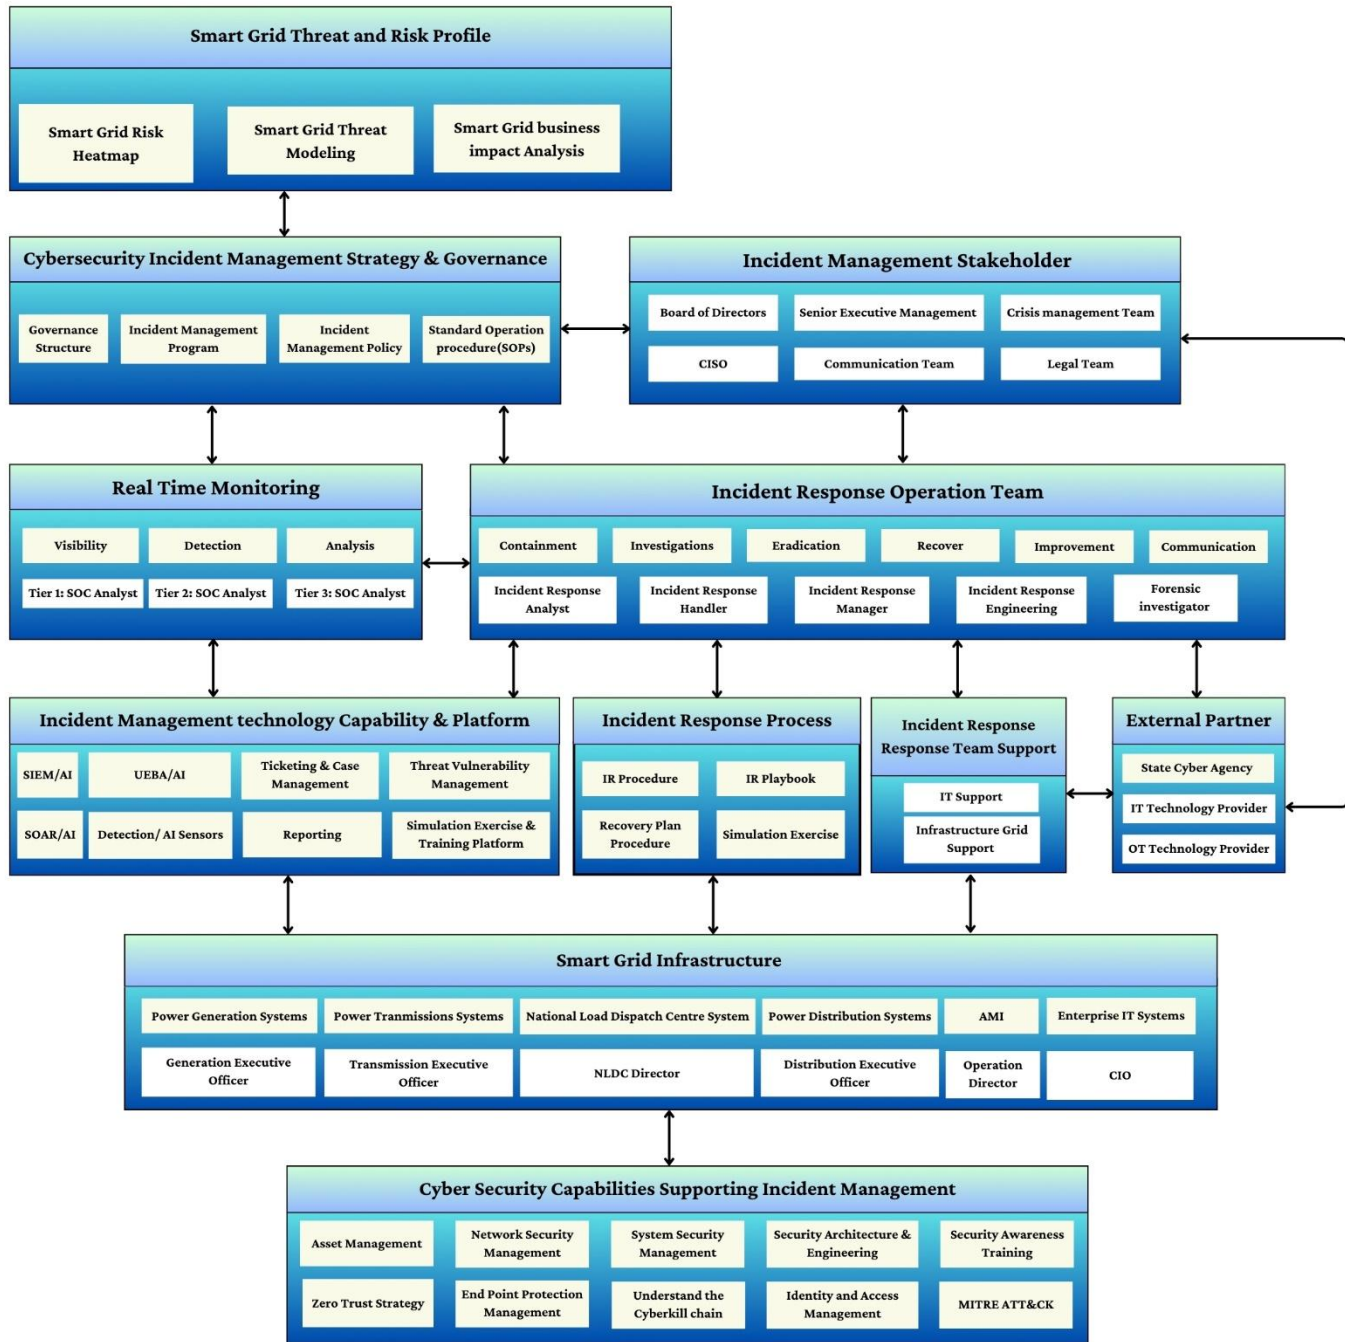 Smart Grid Threat and Risk Profile
Smart Grid Risk
Heatmap
Smart Grid Threat
Modeling
Smart Grid business
impact Analysis
Cybersecurity Incident Management Strategy & Governance
Governance
Structure
Incident Management
Program
Incident
Management Policy
Standard Operation
procedure(SOPs)
Incident Management Stakeholder
Board of Directors
Senior Executive Management
Crisis management Team
CISO
Communication Team
Legal Team
Real Time Monitoring
Visibility
Detection
Analysis
Tier 1: SOC Analyst
Tier 2: SOC Analyst
Tier 3: SOC Analyst
Incident Response Operation Team
Containment
Investigations
Eradication
Recover
Improvement
Communication
Incident Response
Analyst
Incident Response
Handler
Incident Response
Manager
Incident Response
Engineering
Forensic
investigator
Incident Management technology Capability & Platform
SIEM/AI
UEBA/AI
Ticketing & Case
Management
Threat Vulnerability
Management
SOAR/AI
Detection/ AI Sensors
Reporting
Simulation Exercise &
Training Platform
Incident Response Process
IR Procedure
IR Playbook
Recovery Plan
Procedure
Simulation Exercise
Incident Response
Response Team Support
IT Support
Infrastructure Grid
Support
External Partner
State Cyber Agency
IT Technology Provider
OT Technology Provider
Smart Grid Infrastructure
Power Generation Systems
Power Tranmissions Systems
National Load Dispatch Centre System
Power Distribution Systems
AMI
Enterprise IT Systems
Generation Executive
Officer
Transmission Executive
Officer
NLDC Director
Distribution Executive
Officer
Operation
Director
CIO
Cyber Security Capabilities Supporting Incident Management
Asset Management
Network Security
Management
System Security
Management
Security Architecture &
Engineering
Security Awareness
Training
Zero Trust Strategy
End Point Protection
Management
Understand the
Cyberkill chain
Identity and Access
Management
MITRE ATT&CK